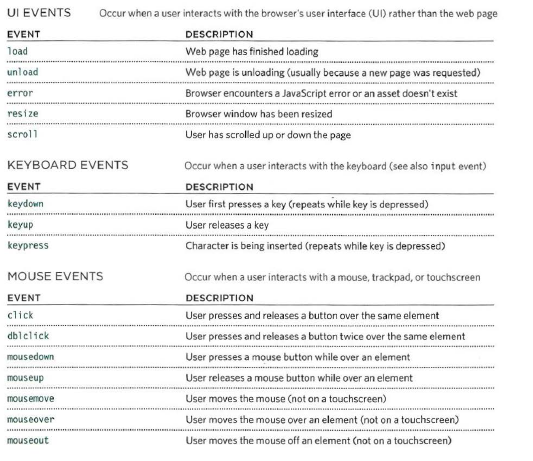 UI EVENTS Occur when a user interacts with the browser's user interface (UI) rather than the web page
EVENT DESCRIPTION
load Web page has finished loading
unload Web page is unloading (usually because a new page was requested)
error Browser encounters a JavaScript error or an asset doesn't exist
resize Browser window has been resized
scroll User has scrolled up or down the page
KEYBOARD EVENTS Occur when a user interacts with the keyboard (see also input event)
EVENT DESCRIPTION
keydown User first presses a key (repeats while key is depressed)
keyup User releases a key
keypress Character is being inserted (repeats while key is depressed)
MOUSE EVENTS Occur when a user interacts with a mouse, trackpad, or touchscreen
EVENT DESCRIPTION
click User presses and releases a button over the same element
dblclick User presses and releases a button twice over the same element
mousedown User presses a mouse button while over an element
mouseup User releases a mouse button while over an element
mousemove User moves the mouse (not on a touchscreen)
mouseover User moves the mouse over an element (not on a touchscreen)
mouseout User moves the mouse off an element (not on a touchscreen)